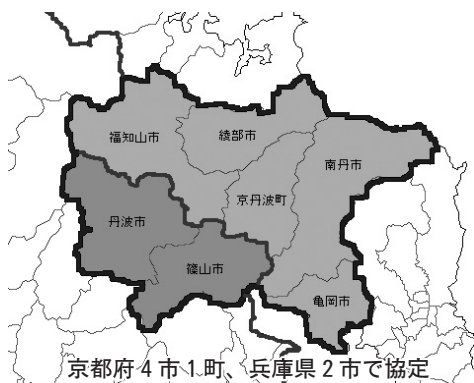 福知山市
綾部市
南丹市
京丹波町
丹波市
篠山市
亀岡市
京都府4市1町、兵庫県2市で協定